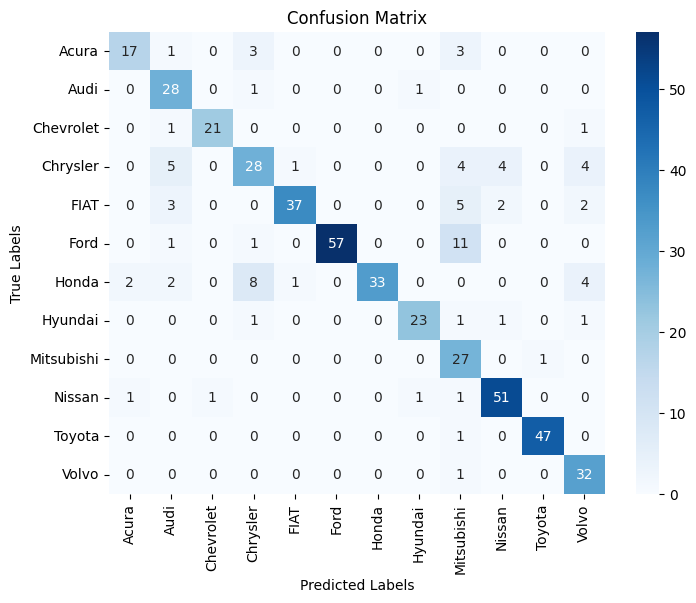 Confusion Matrix
True Labels
Acura 17 1 0 3 0 0 0 0 3 0 0 0
Audi 0 28 0 1 0 0 0 1 0 0 0 0
Chevrolet 0 1 21 0 0 0 0 0 0 0 0 1
Chrysler 0 5 0 28 1 0 0 0 4 4 0 4
FIAT 0 3 0 0 37 0 0 0 5 2 0 2
Ford 0 1 0 1 0 57 0 0 11 0 0 0
Honda 2 2 0 8 1 0 33 0 0 0 0 4
Hyundai 0 0 0 1 0 0 0 23 1 1 0 1
Mitsubishi 0 0 0 0 0 0 0 0 27 0 1 0
Nissan 1 0 1 0 0 0 0 1 1 51 0 0
Toyota 0 0 0 0 0 0 0 0 1 0 47 0
Volvo 0 0 0 0 0 0 0 0 1 0 0 32
Acura Audi Chevrolet Chrysler FIAT Ford Honda Hyundai Mitsubishi Nissan Toyota Volvo
Predicted Labels
50
40
30
20
10
0